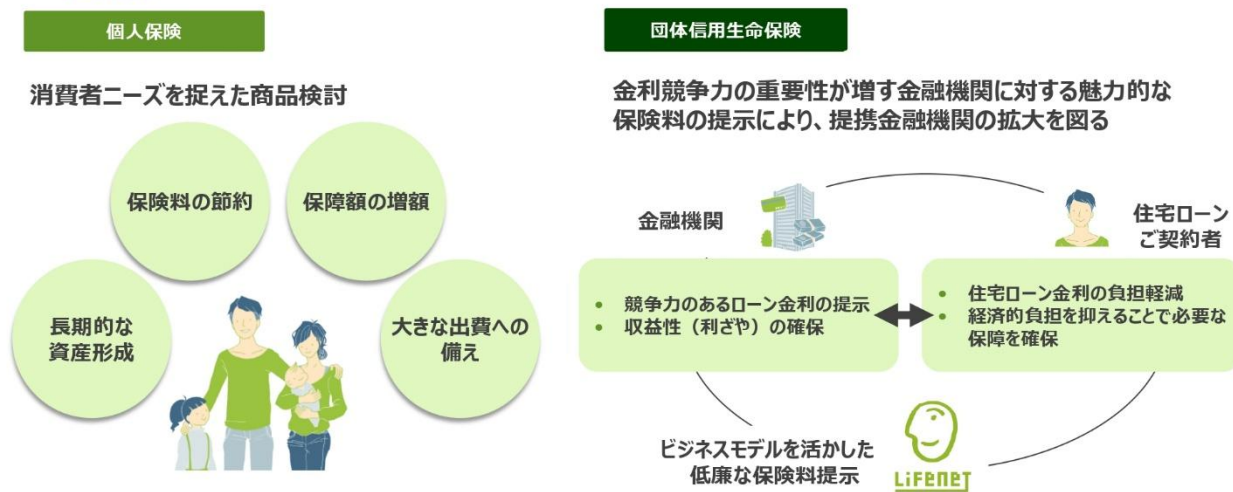 個人保険
消費者ニーズを捉えた商品検討
保険料の節約
保障額の増額
長期的な
資産形成
大きな出費への
備え
団体信用生命保険
金利競争力の重要性が増す金融機関に対する魅力的な
保険料の提示により、提携金融機関の拡大を図る
金融機関
住宅ローン
ご契約者
• 競争力のあるローン金利の提示
• 収益性（利ざや）の確保
• 住宅ローン金利の負担軽減
• 経済的負担を抑えることで必要な
保障を確保
ビジネスモデルを活かした
低廉な保険料提示
LIFENET